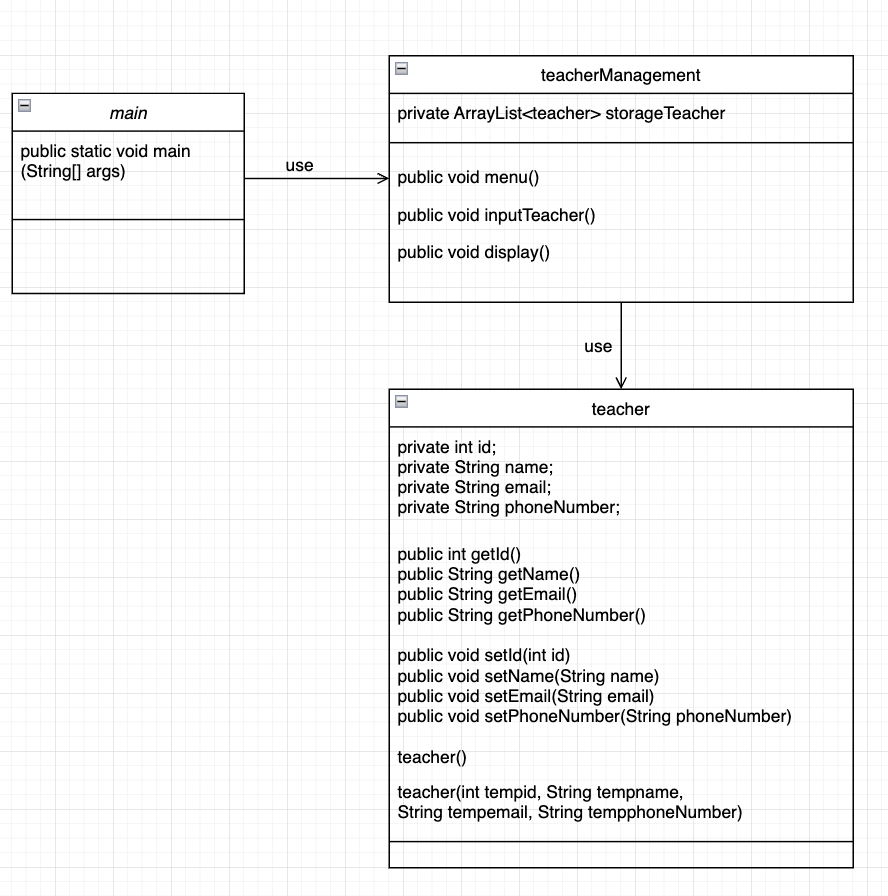 main
public static void main
(String[] args)
use
teacherManagement
private ArrayList<teacher> storageTeacher
public void menu()
public void inputTeacher()
public void display()
use
teacher
private int id;
private String name;
private String email;
private String phoneNumber;
public int getId()
public String getName()
public String getEmail()
public String getPhoneNumber()
public void setId(int id)
public void setName(String name)
public void setEmail(String email)
public void setPhoneNumber(String phoneNumber)
teacher()
teacher(int tempid, String tempname,
String tempemail, String tempphoneNumber)